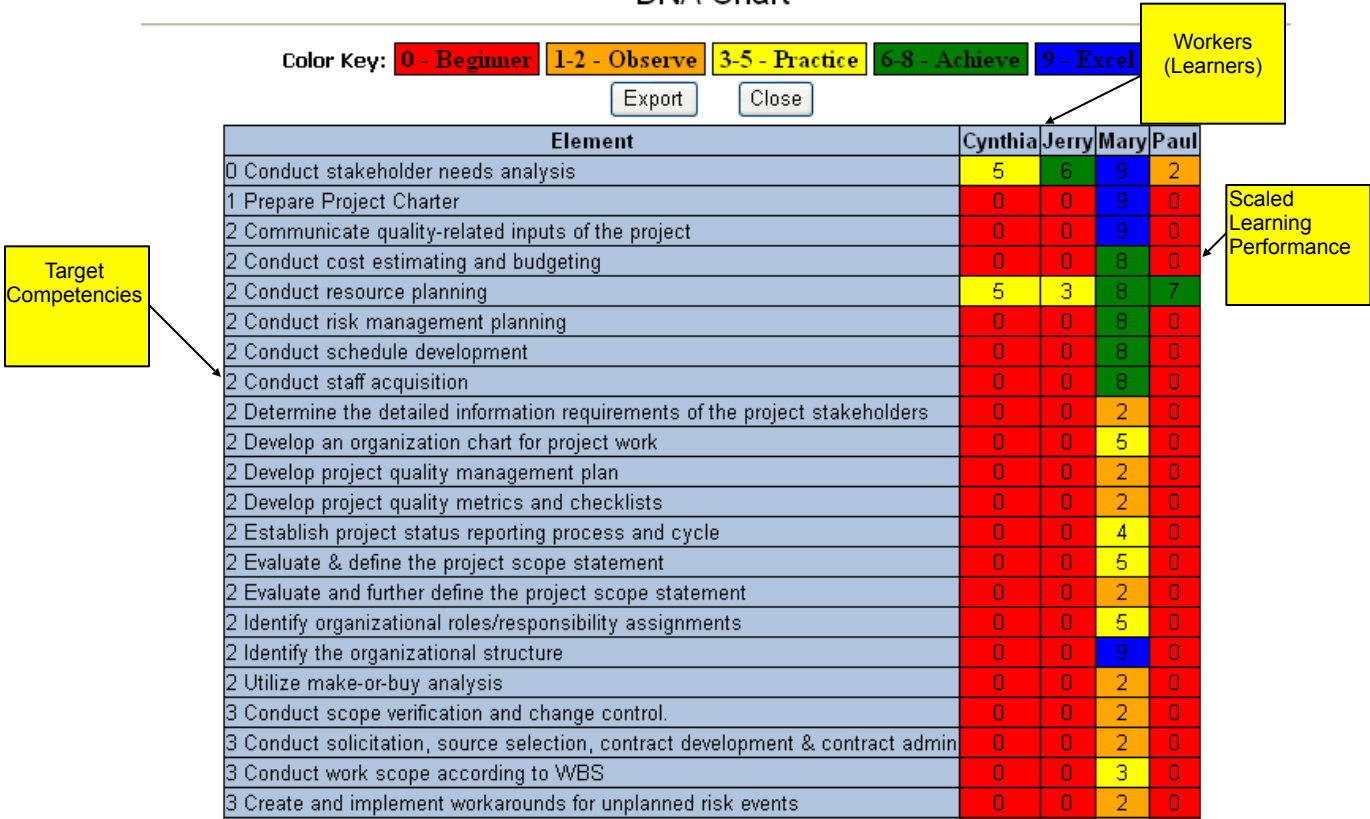 DNA Chart
Color Key: 0 - Beginner 1-2 - Observe 3-5 - Practice 6-8 - Achieve 9 - Excel
Workers
(Learners)
Export Close
Element Cynthia Jerry Mary Paul
0 Conduct stakeholder needs analysis 5 6 9 2
1 Prepare Project Charter 0 0 9 0
2 Communicate quality-related inputs of the project 0 0 9 0
2 Conduct cost estimating and budgeting 0 0 8 0
2 Conduct resource planning 5 3 8 7
2 Conduct risk management planning 0 0 8 0
2 Conduct schedule development 0 0 8 0
2 Conduct staff acquisition 0 0 8 0
2 Determine the detailed information requirements of the project stakeholders 0 0 2 0
2 Develop an organization chart for project work 0 0 5 0
2 Develop project quality management plan 0 0 2 0
2 Develop project quality metrics and checklists 0 0 2 0
2 Establish project status reporting process and cycle 0 0 4 0
2 Evaluate & define the project scope statement 0 0 5 0
2 Evaluate and further define the project scope statement 0 0 2 0
2 Identify organizational roles/responsibility assignments 0 0 5 0
2 Identify the organizational structure 0 0 9 0
2 Utilize make-or-buy analysis 0 0 2 0
3 Conduct scope verification and change control. 0 0 2 0
3 Conduct solicitation, source selection, contract development & contract admin 0 0 2 0
3 Conduct work scope according to WBS 0 0 3 0
3 Create and implement workarounds for unplanned risk events 0 0 2 0
Scaled
Learning
Performance
Target
Competencies